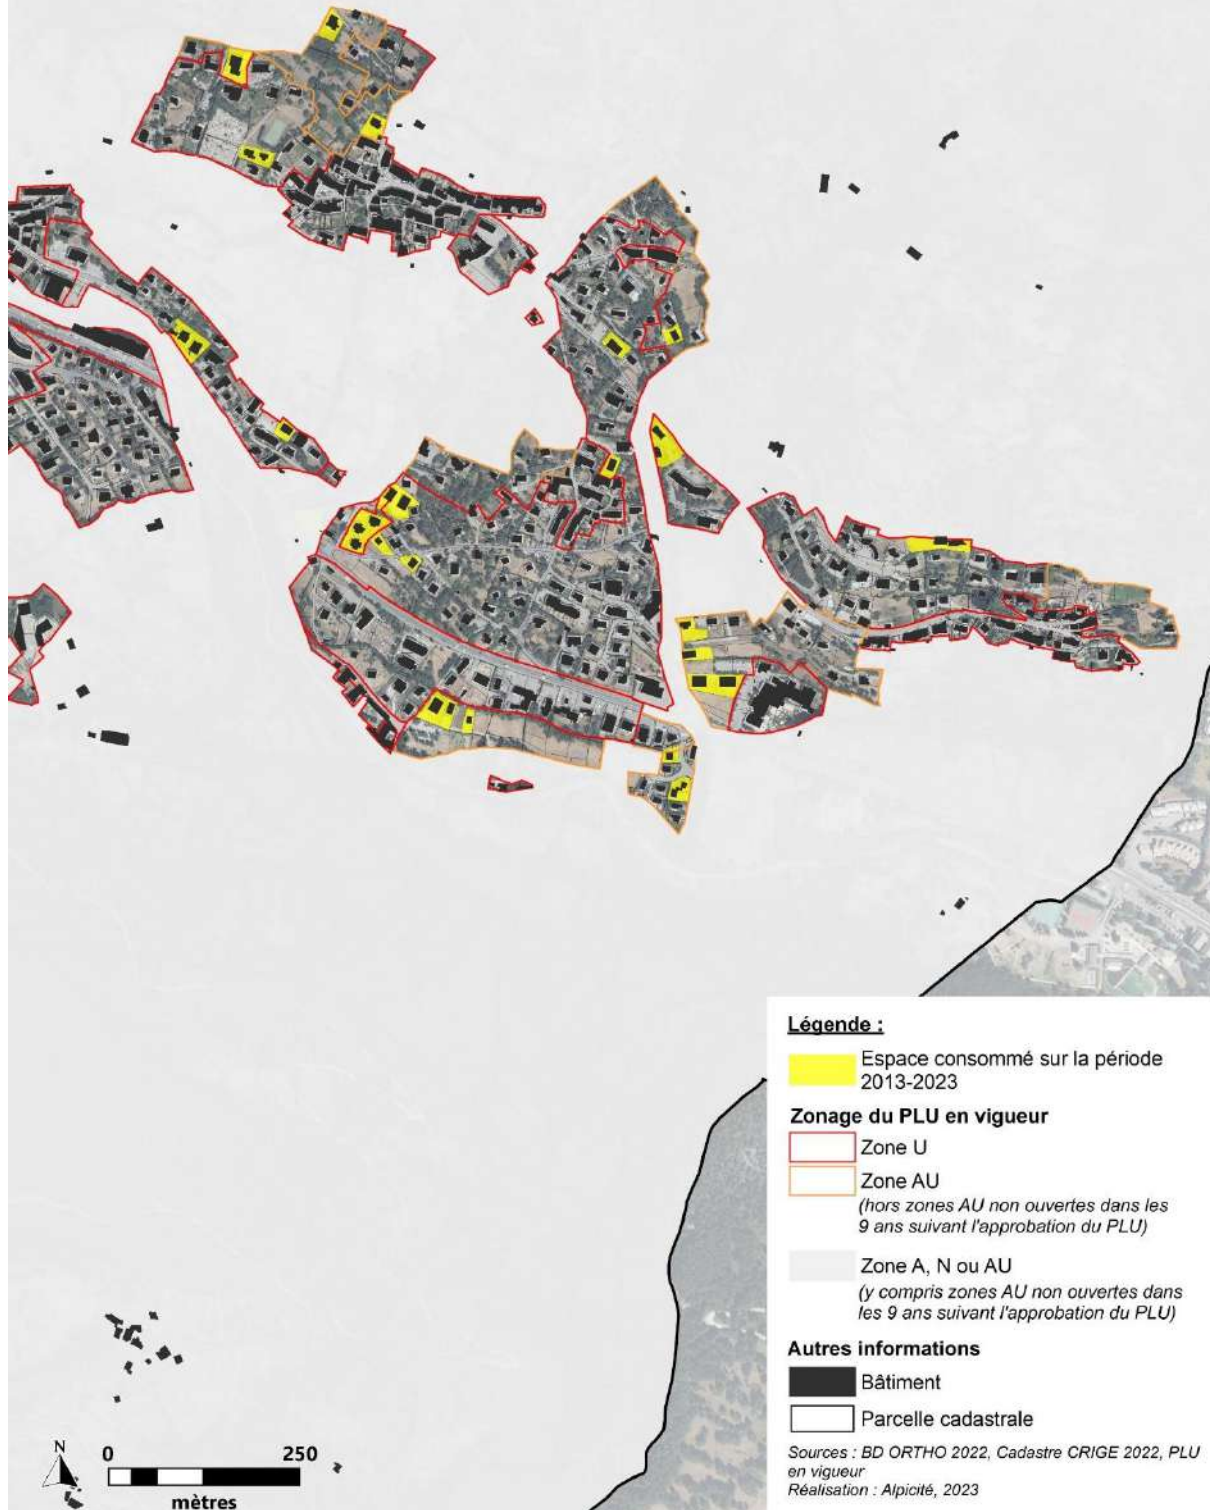 Légende :
Espace consommé sur la période
2013-2023
Zonage du PLU en vigueur
Zone U
Zone AU
(hors zones AU non ouvertes dans les
9 ans suivant l'approbation du PLU)
Zone A, N ou AU
(y compris zones AU non ouvertes dans
les 9 ans suivant l'approbation du PLU)
Autres informations
Bâtiment
Parcelle cadastrale
Sources : BD ORTHO 2022, Cadastre CRIGE 2022, PLU
en vigueur
Réalisation : Alpicité, 2023
N
0 250
mètres